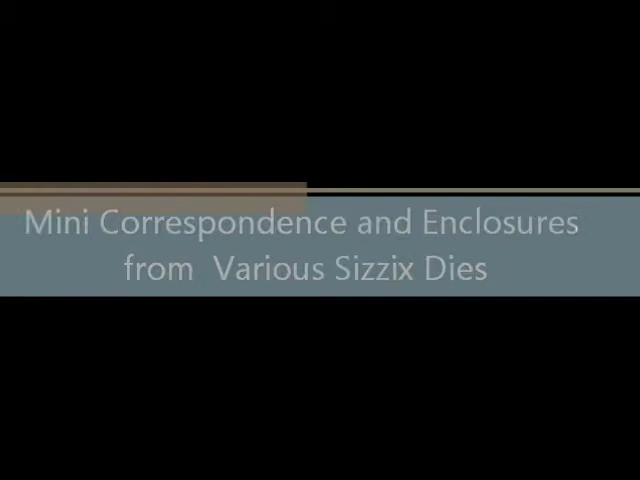 Mini Correspondence and Enclosures
from  Various Sizzix Dies